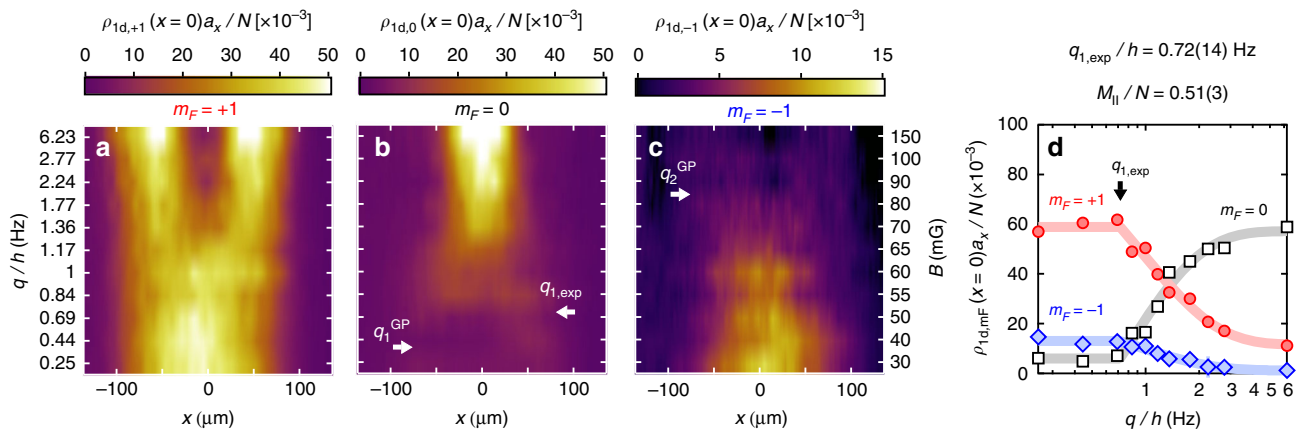 ρ1d,+1 (x = 0)ax / N [×10−3]
0 10 20 30 40 50
mF = +1
ρ1d,0 (x = 0)ax / N [×10−3]
0 10 20 30 40 50
mF = 0
ρ1d,−1 (x = 0)ax / N [×10−3]
0 5 10 15
mF = −1
q1,exp / h = 0.72(14) Hz
MII / N = 0.51(3)
a
q / h (Hz)
6.23
2.77
2.24
1.77
1.36
1.17
1
0.84
0.69
0.44
0.25
−100 0 100
x (μm)
b
q1,exp
q1GP
−100 0 100
x (μm)
c
q2GP
150
100
90
80
70
65
60
55
50
40
30
B (mG)
−100 0 100
x (μm)
d
q1,exp
mF = +1
mF = 0
mF = −1
ρ1d,mF (x = 0)ax / N (×10−3)
100
80
60
40
20
0
1 2 3 4 5 6
q / h (Hz)